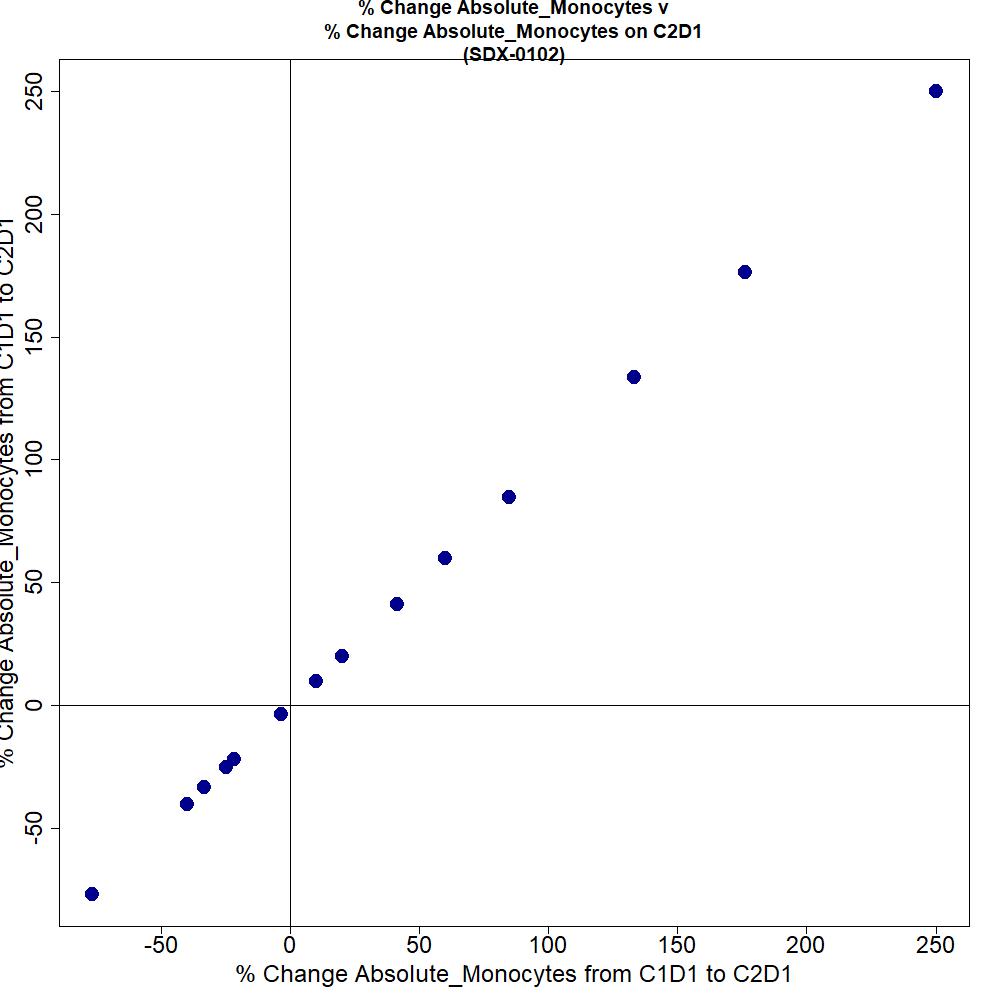 % Change Absolute_Monocytes v
% Change Absolute_Monocytes on C2D1
(SDX-0102)
250
200
150
100
50
0
-50
% Change Absolute_Monocytes from C1D1 to C2D1
-50
0
50
100
150
200
250
% Change Absolute_Monocytes from C1D1 to C2D1